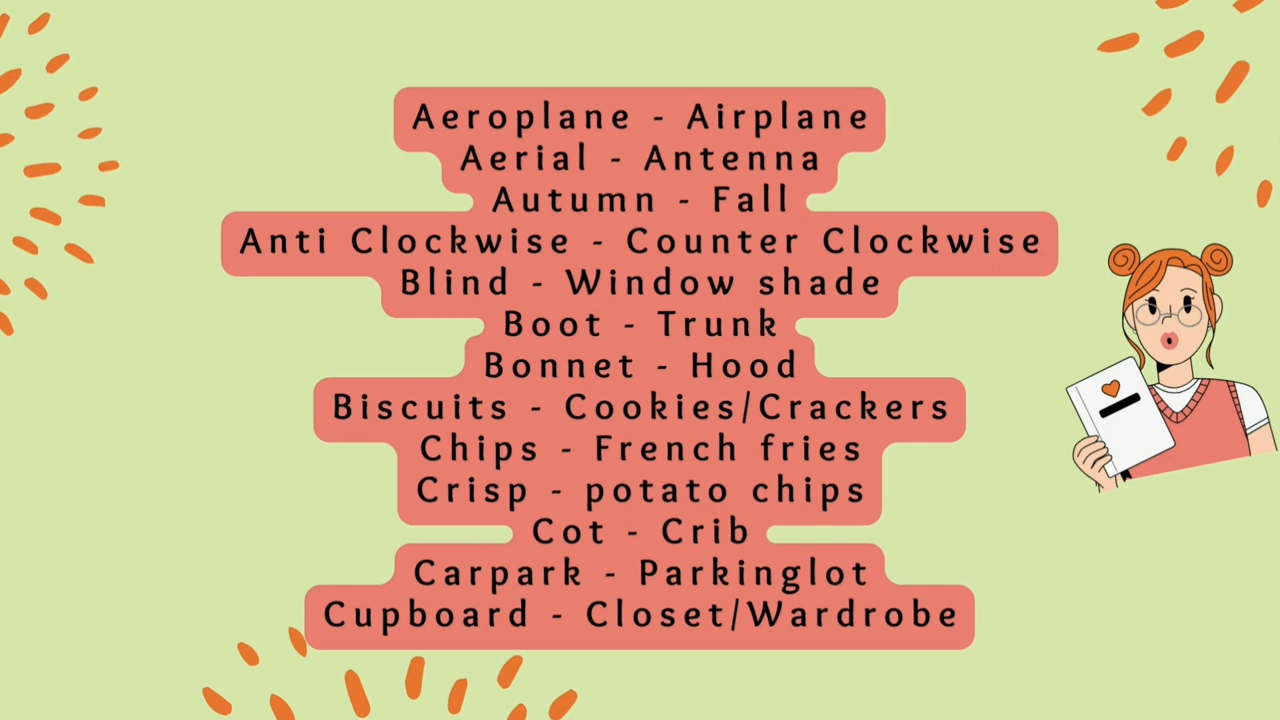 Aeroplane - Airplane
Aerial - Antenna
Autumn - Fall
Anti Clockwise - Counter Clockwise
Blind - Window shade
Boot - Trunk
Bonnet - Hood
Biscuits - Cookies/Crackers
Chips - French fries
Crisp - potato chips
Cot - Crib
Carpark - Parkinglot
Cupboard - Closet/Wardrobe